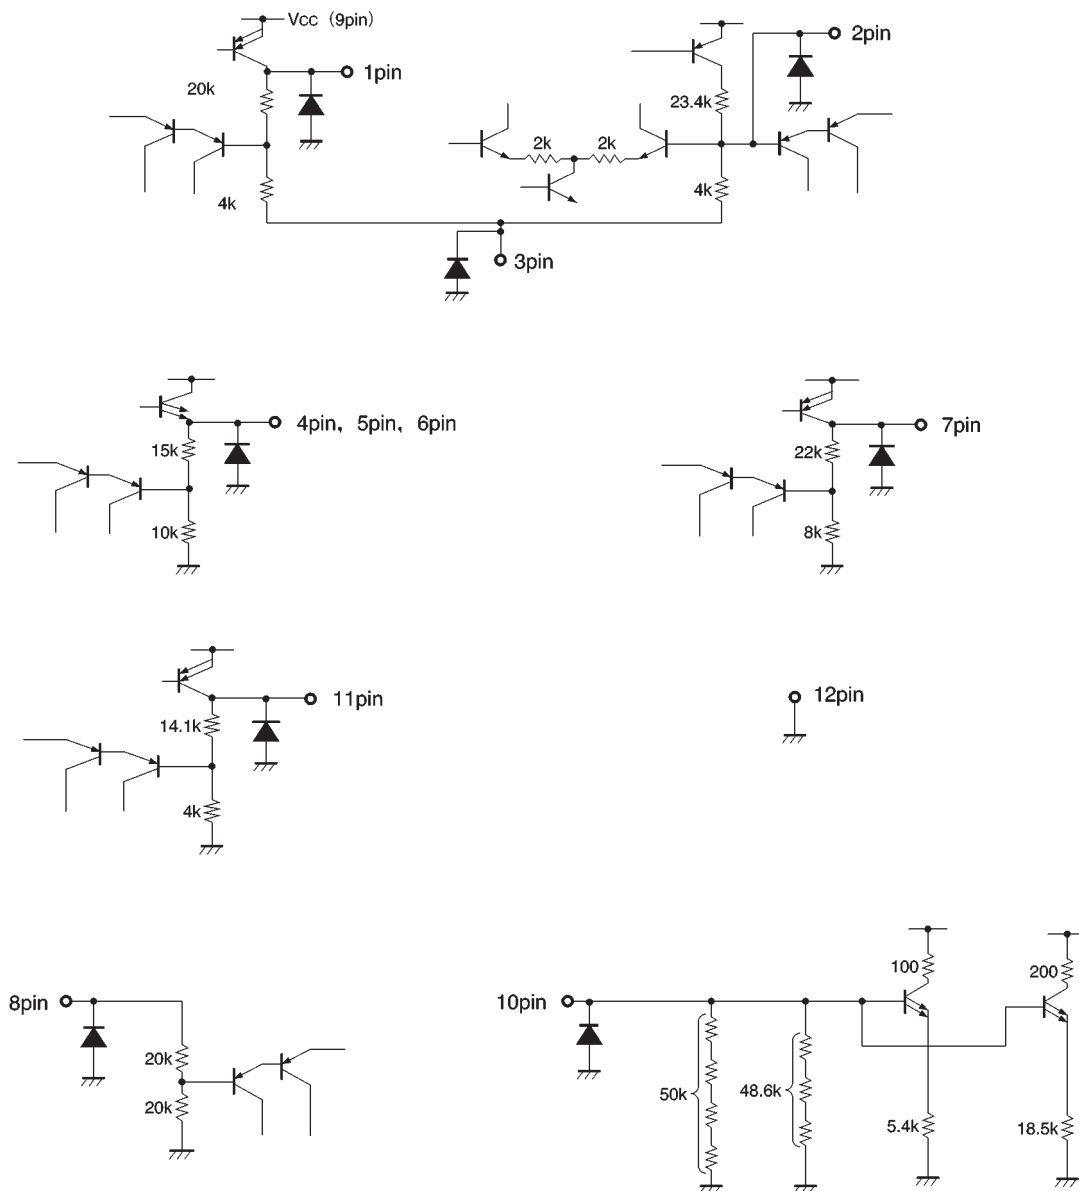 Vcc (9pin)
1pin
20k
4k
2pin
23.4k
2k
2k
4k
3pin
4pin, 5pin, 6pin
15k
10k
7pin
22k
8k
11pin
14.1k
4k
12pin
8pin
20k
20k
10pin
100
200
50k
48.6k
5.4k
18.5k